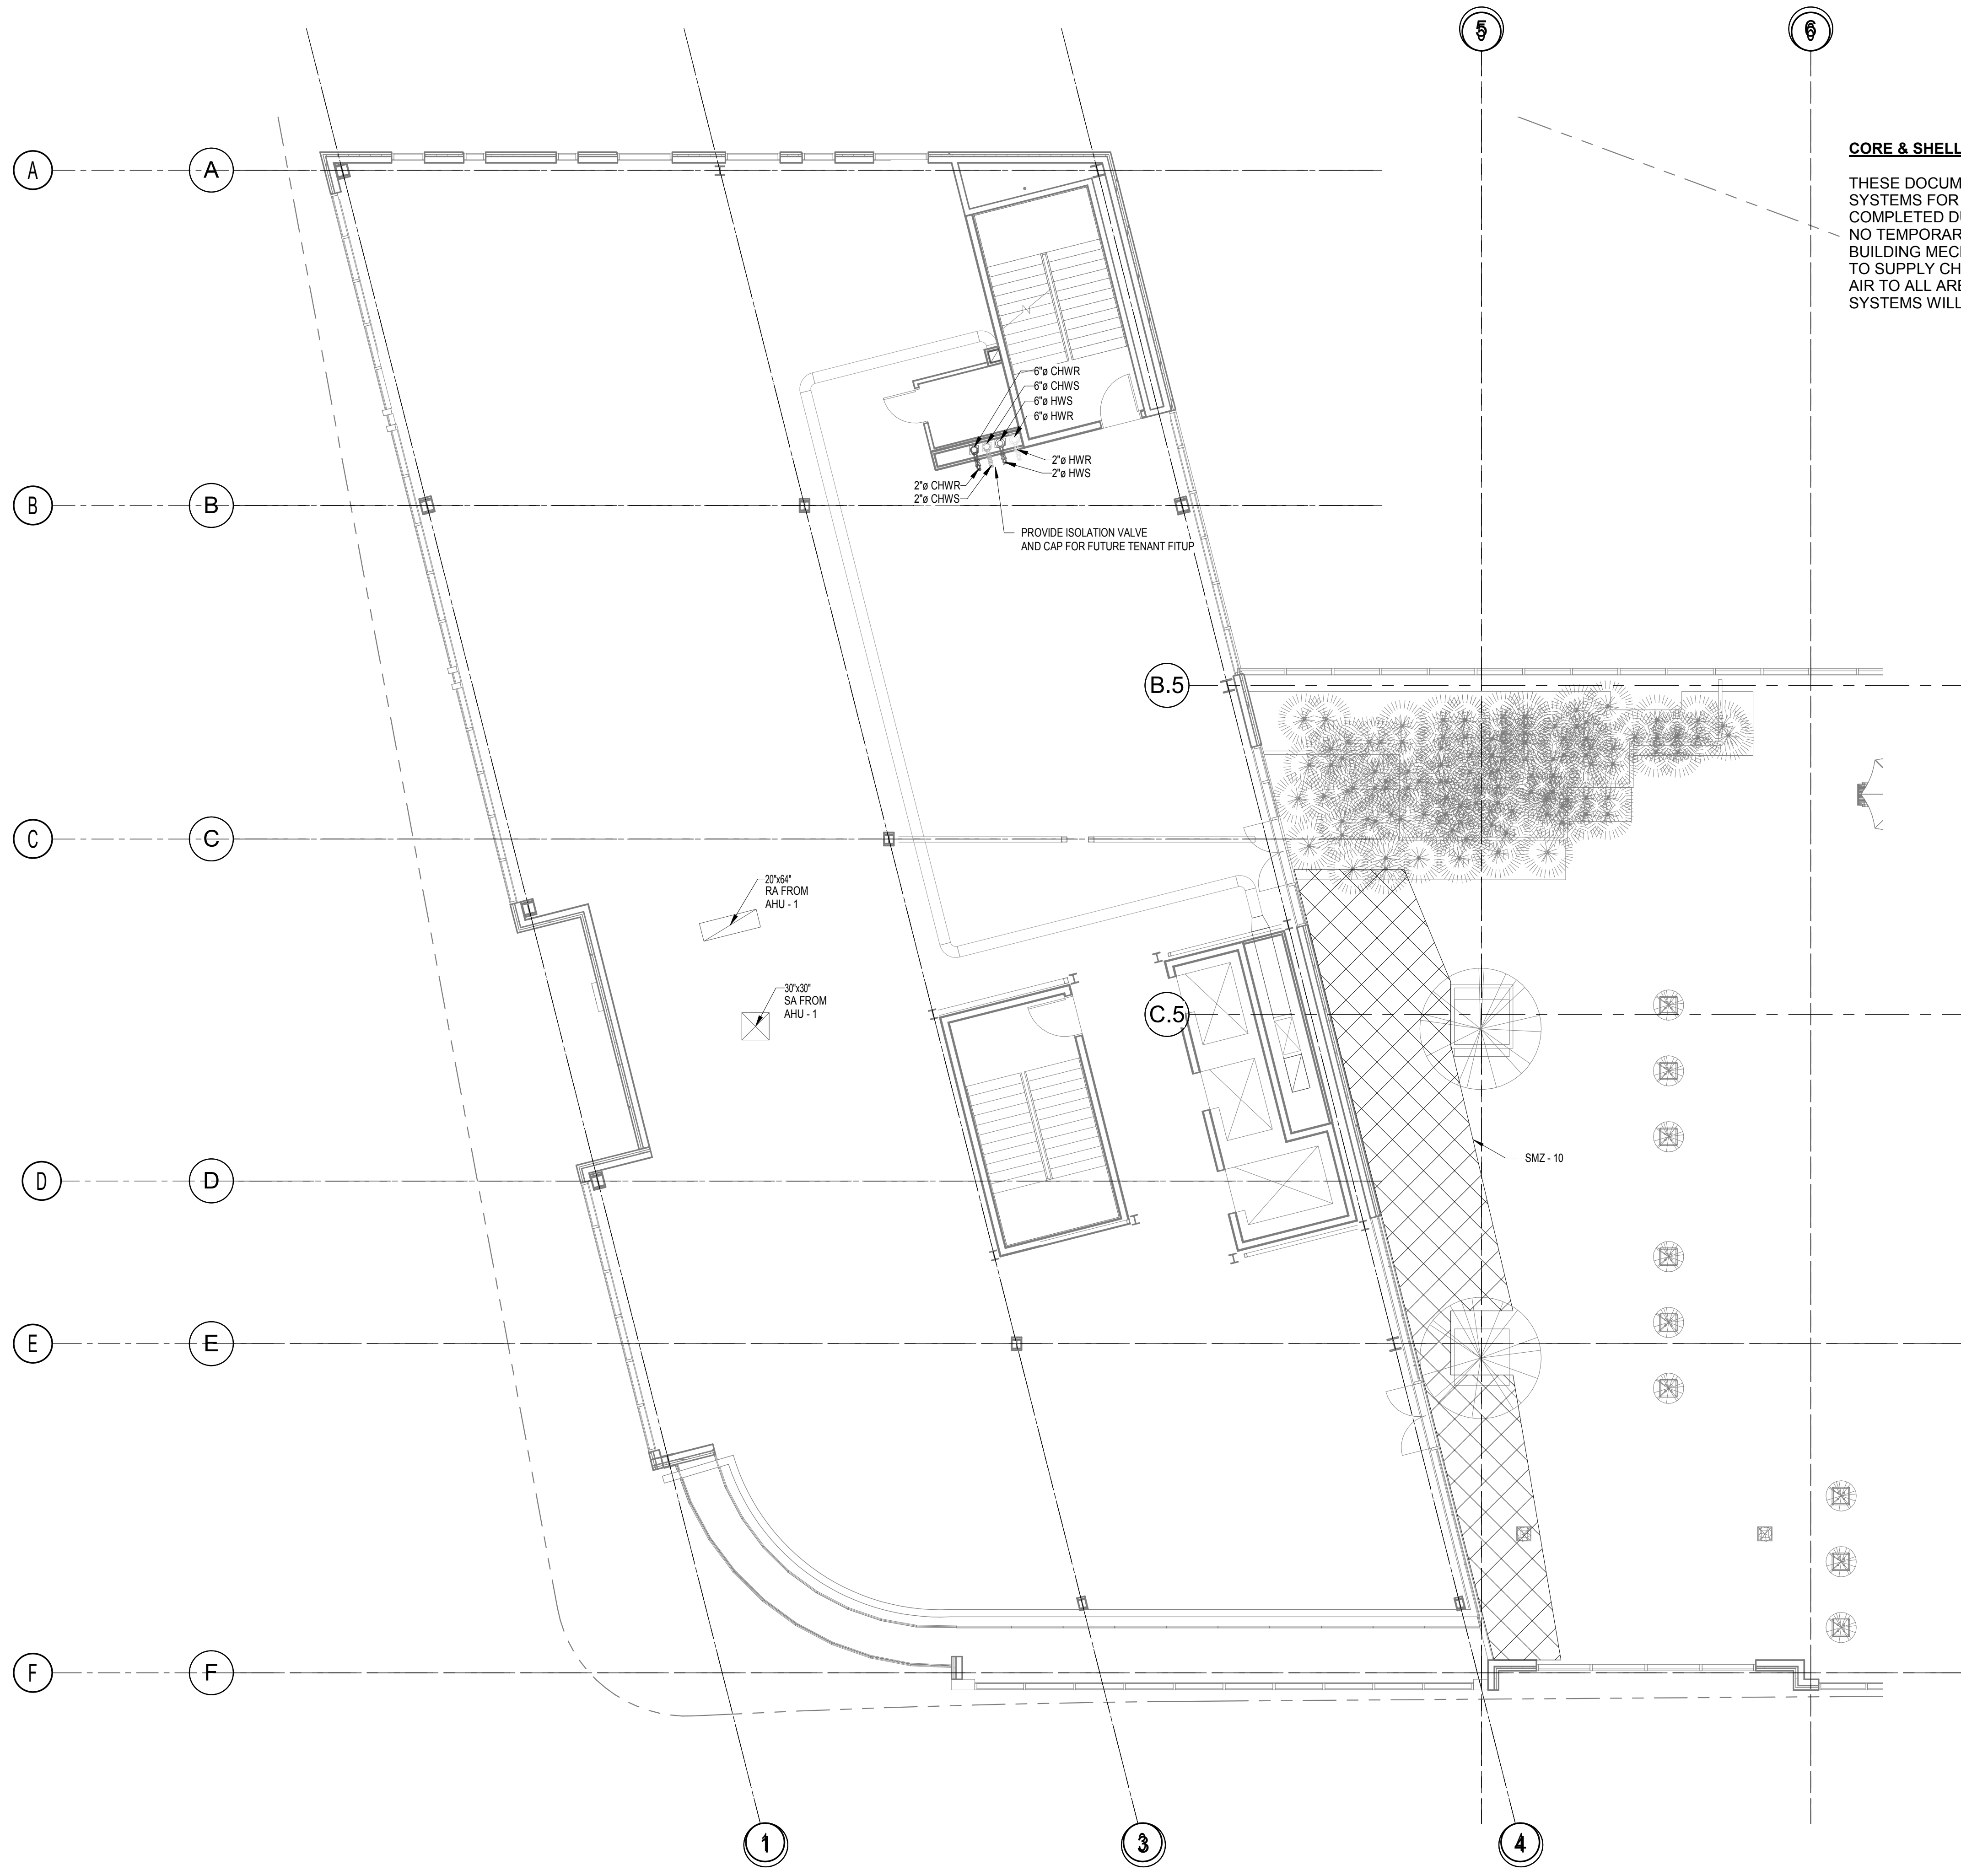 5
6
A
A
CORE & SHELL
THESE DOCUM
SYSTEMS FOR
COMPLETED D
NO TEMPORAR
BUILDING MEC
TO SUPPLY CH
AIR TO ALL ARE
SYSTEMS WILL
6"ø CHWR
6"ø CHWS
6"ø HWS
6"ø HWR
2"ø HWR
2"ø HWS
2"ø CHWR
2"ø CHWS
B
B
PROVIDE ISOLATION VALVE
AND CAP FOR FUTURE TENANT FITUP
B.5
C
C
20"x64"
RA FROM
AHU - 1
30"x30"
SA FROM
AHU - 1
C.5
SMZ - 10
D
D
E
E
F
F
1
3
4